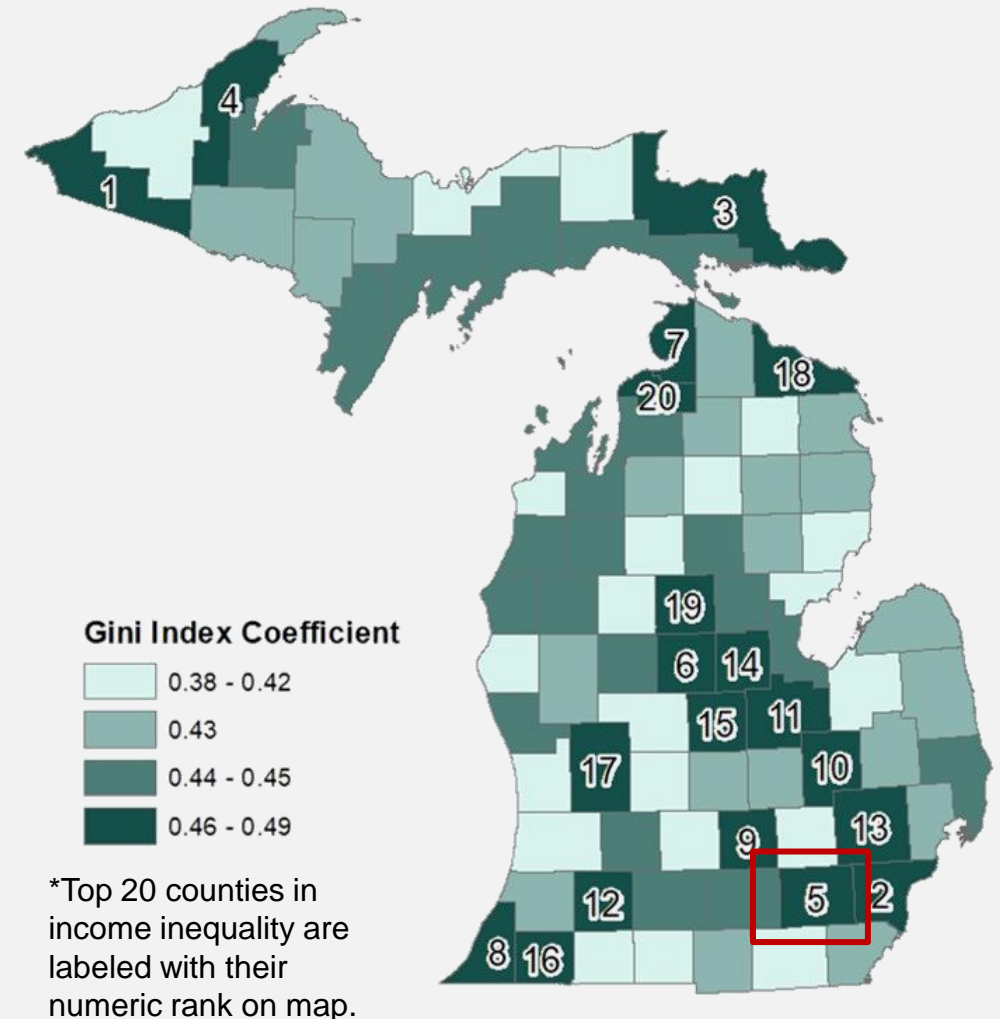 4
1
3
7
18
20
19
6
14
Gini Index Coefficient
0.38 - 0.42
15
11
0.43
17
10
0.44 - 0.45
0.46 - 0.49
9
13
*Top 20 counties in
income inequality are
labeled with their
numeric rank on map.
12
5
2
8
16